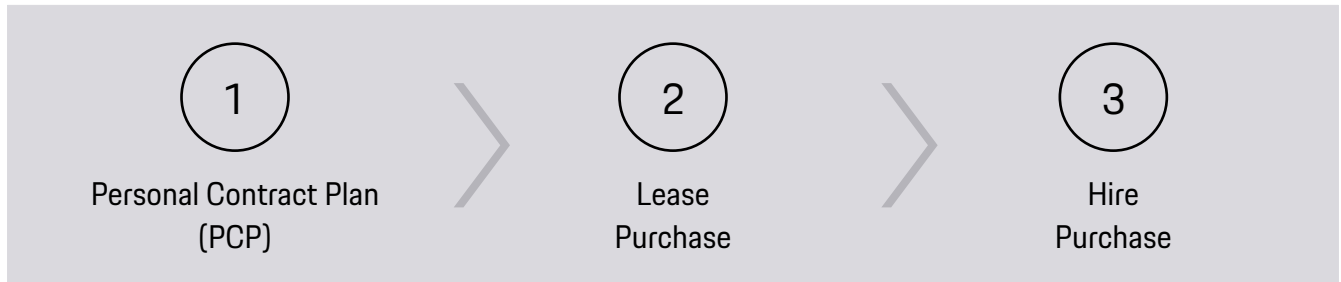 1
Personal Contract Plan
(PCP)
2
Lease
Purchase
3
Hire
Purchase